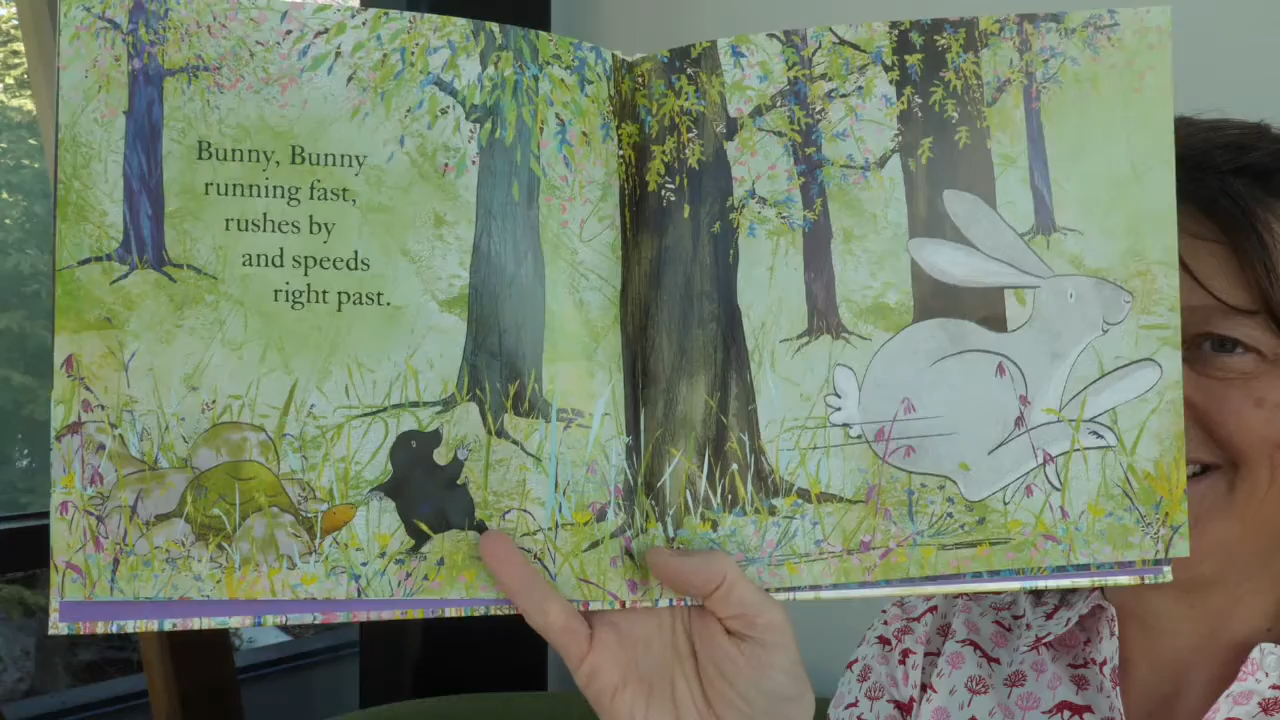 Bunny, Bunny
running fast,
rushes by
and speeds
right past.